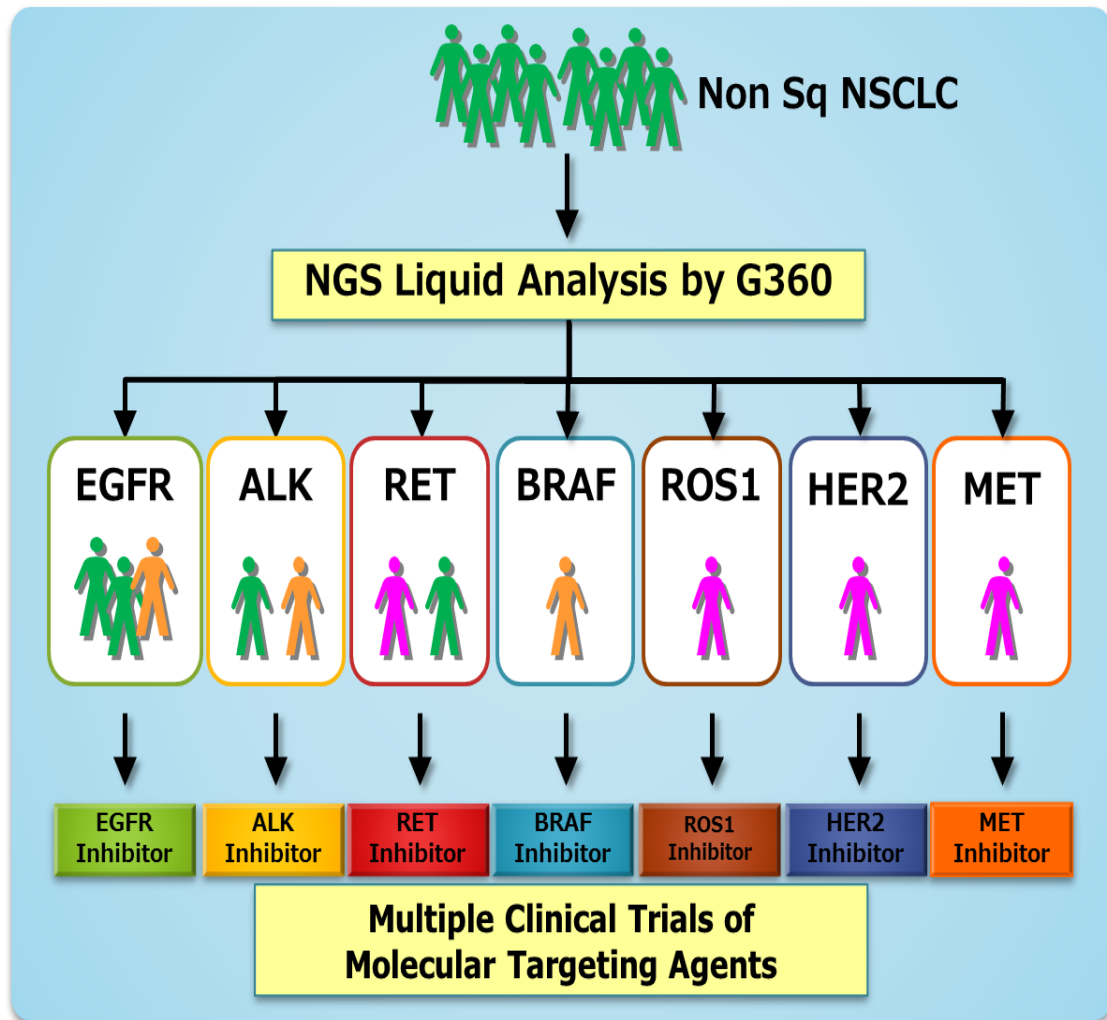 Non Sq NSCLC
NGS Liquid Analysis by G360
EGFR
ALK
RET
BRAF
ROS1
HER2
MET
EGFR
Inhibitor
ALK
Inhibitor
RET
Inhibitor
BRAF
Inhibitor
ROS1
Inhibitor
HER2
Inhibitor
MET
Inhibitor
Multiple Clinical Trials of
Molecular Targeting Agents